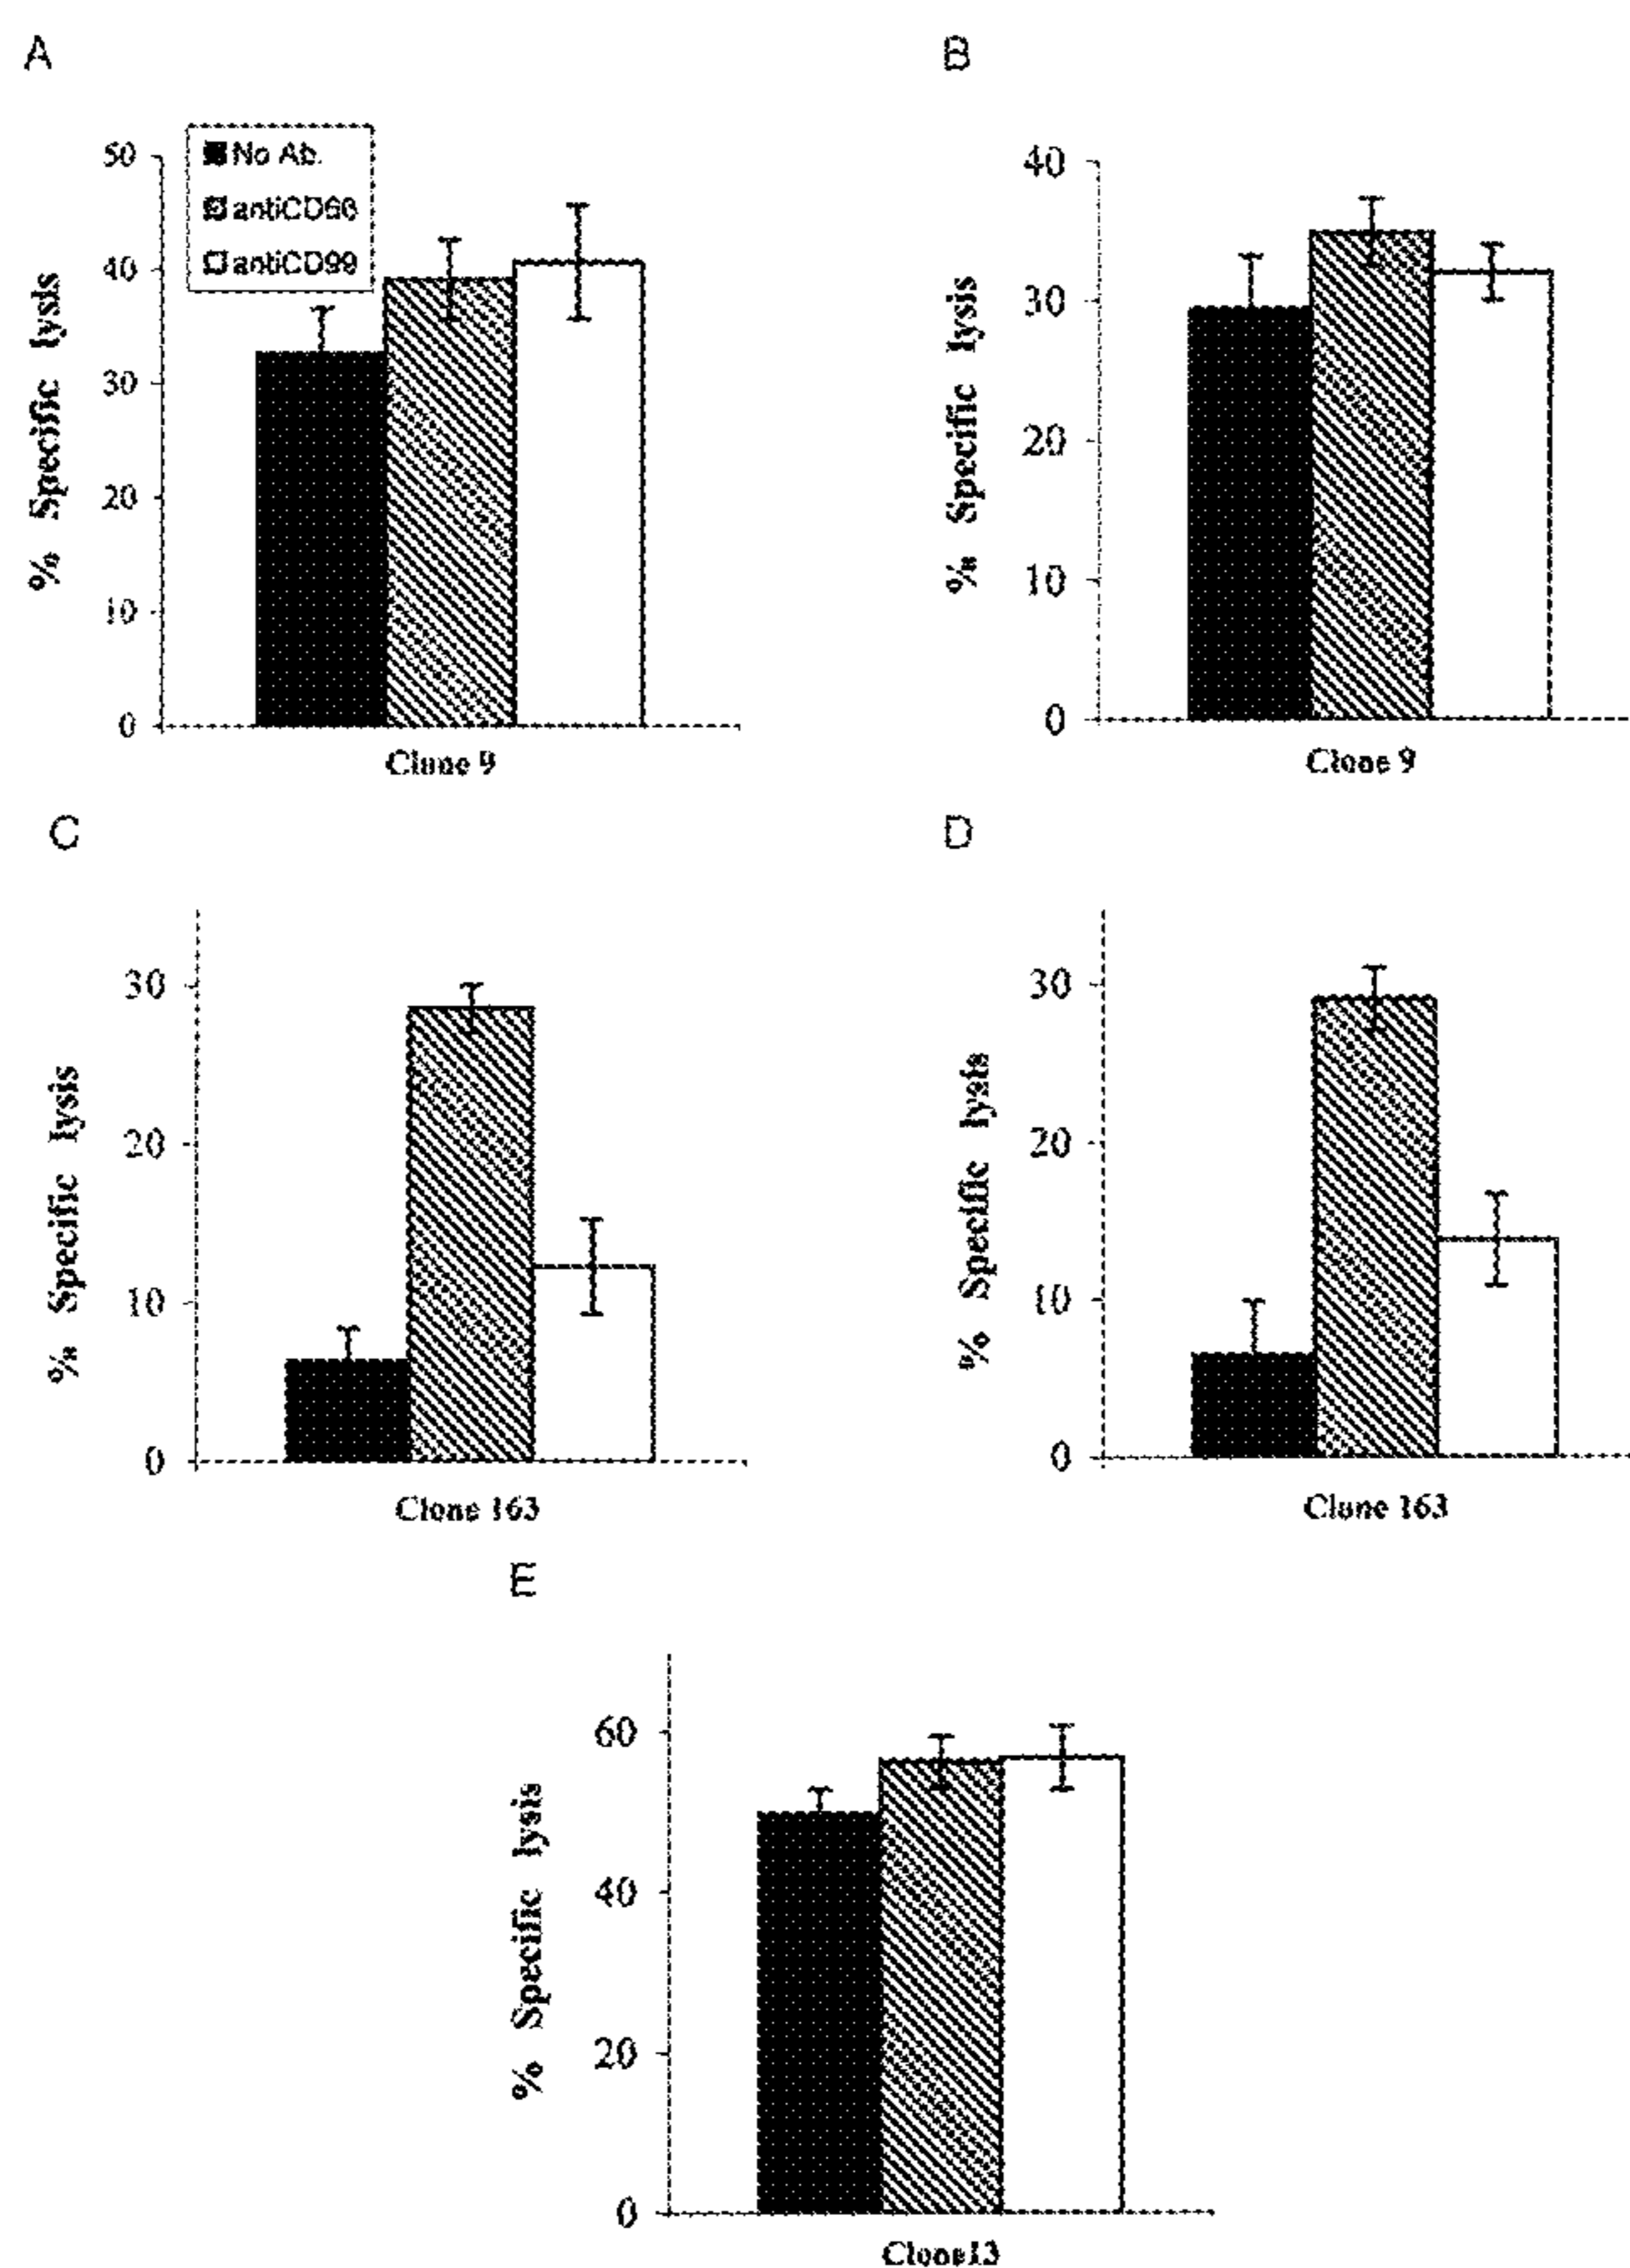 A
50
40
30
20
10
0
% Specific lysis
No Ab.
antiCD66
antiCD99
Clone 9
B
40
30
20
10
0
% Specific lysis
Clone 9
C
30
20
10
0
% Specific lysis
Clone 163
D
30
20
10
0
% Specific lysis
Clone 163
E
60
40
20
0
% Specific lysis
Clone13